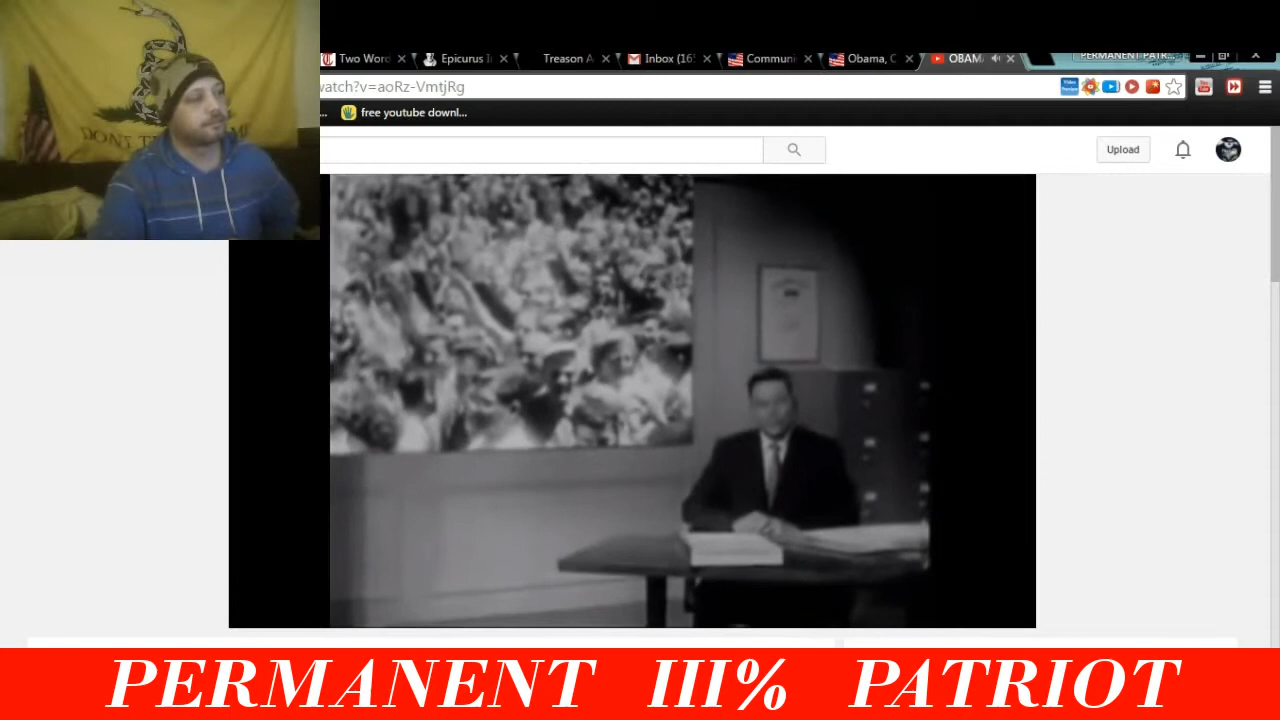 Two Word
Epicurus I
Treason A
Inbox (16
Communi
Obama, C
OBAM
PERMANENT PATR
watch?v=aoRz-VmtjRg
...
free youtube downl...
Upload
DON'T T
PERMANENT III% PATRIOT